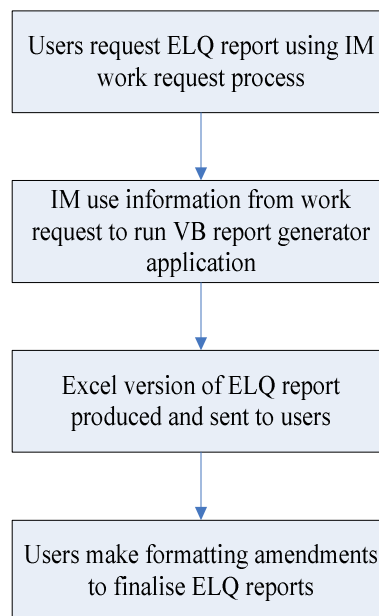 Users request ELQ report using IM
work request process
IM use information from work
request to run VB report generator
application
Excel version of ELQ report
produced and sent to users
Users make formatting amendments
to finalise ELQ reports